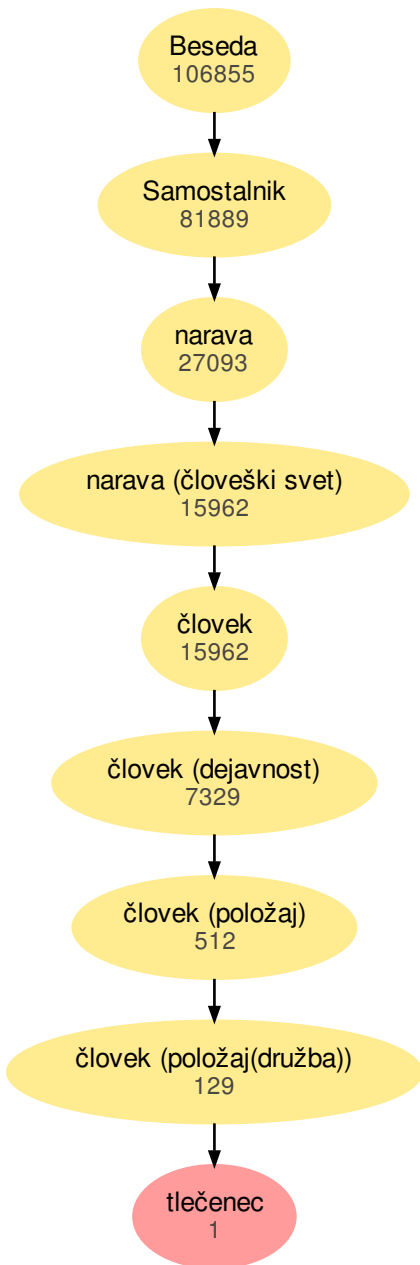 Beseda
106855
Samostalnik
81889
narava
27093
narava (človeški svet)
15962
človek
15962
človek (dejavnost)
7329
človek (položaj)
512
človek (položaj(družba))
129
tlečenec
1